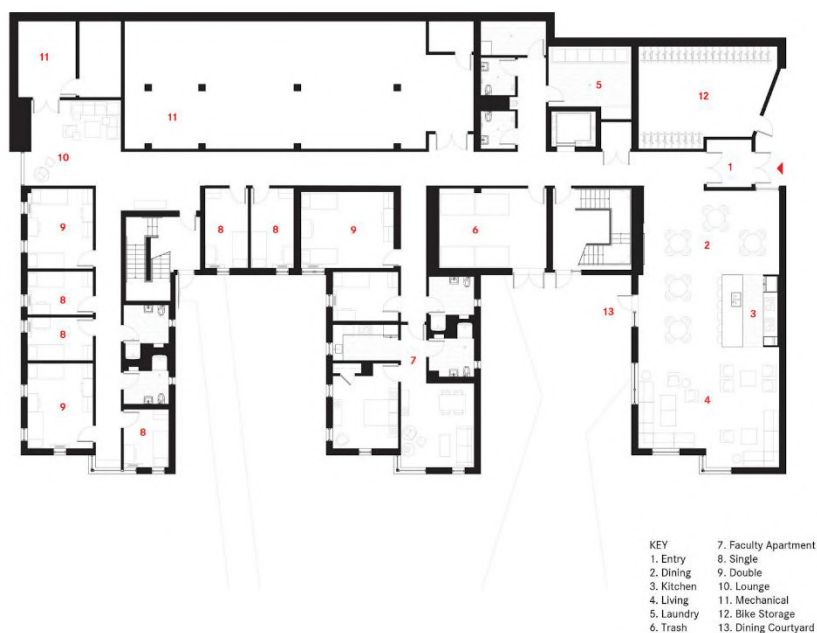 11
5
12
11
10
1
8
8
9
9
6
2
8
13
3
8
7
9
4
8
KEY
1. Entry
2. Dining
3. Kitchen
4. Living
5. Laundry
6. Trash
7. Faculty Apartment
8. Single
9. Double
10. Lounge
11. Mechanical
12. Bike Storage
13. Dining Courtyard